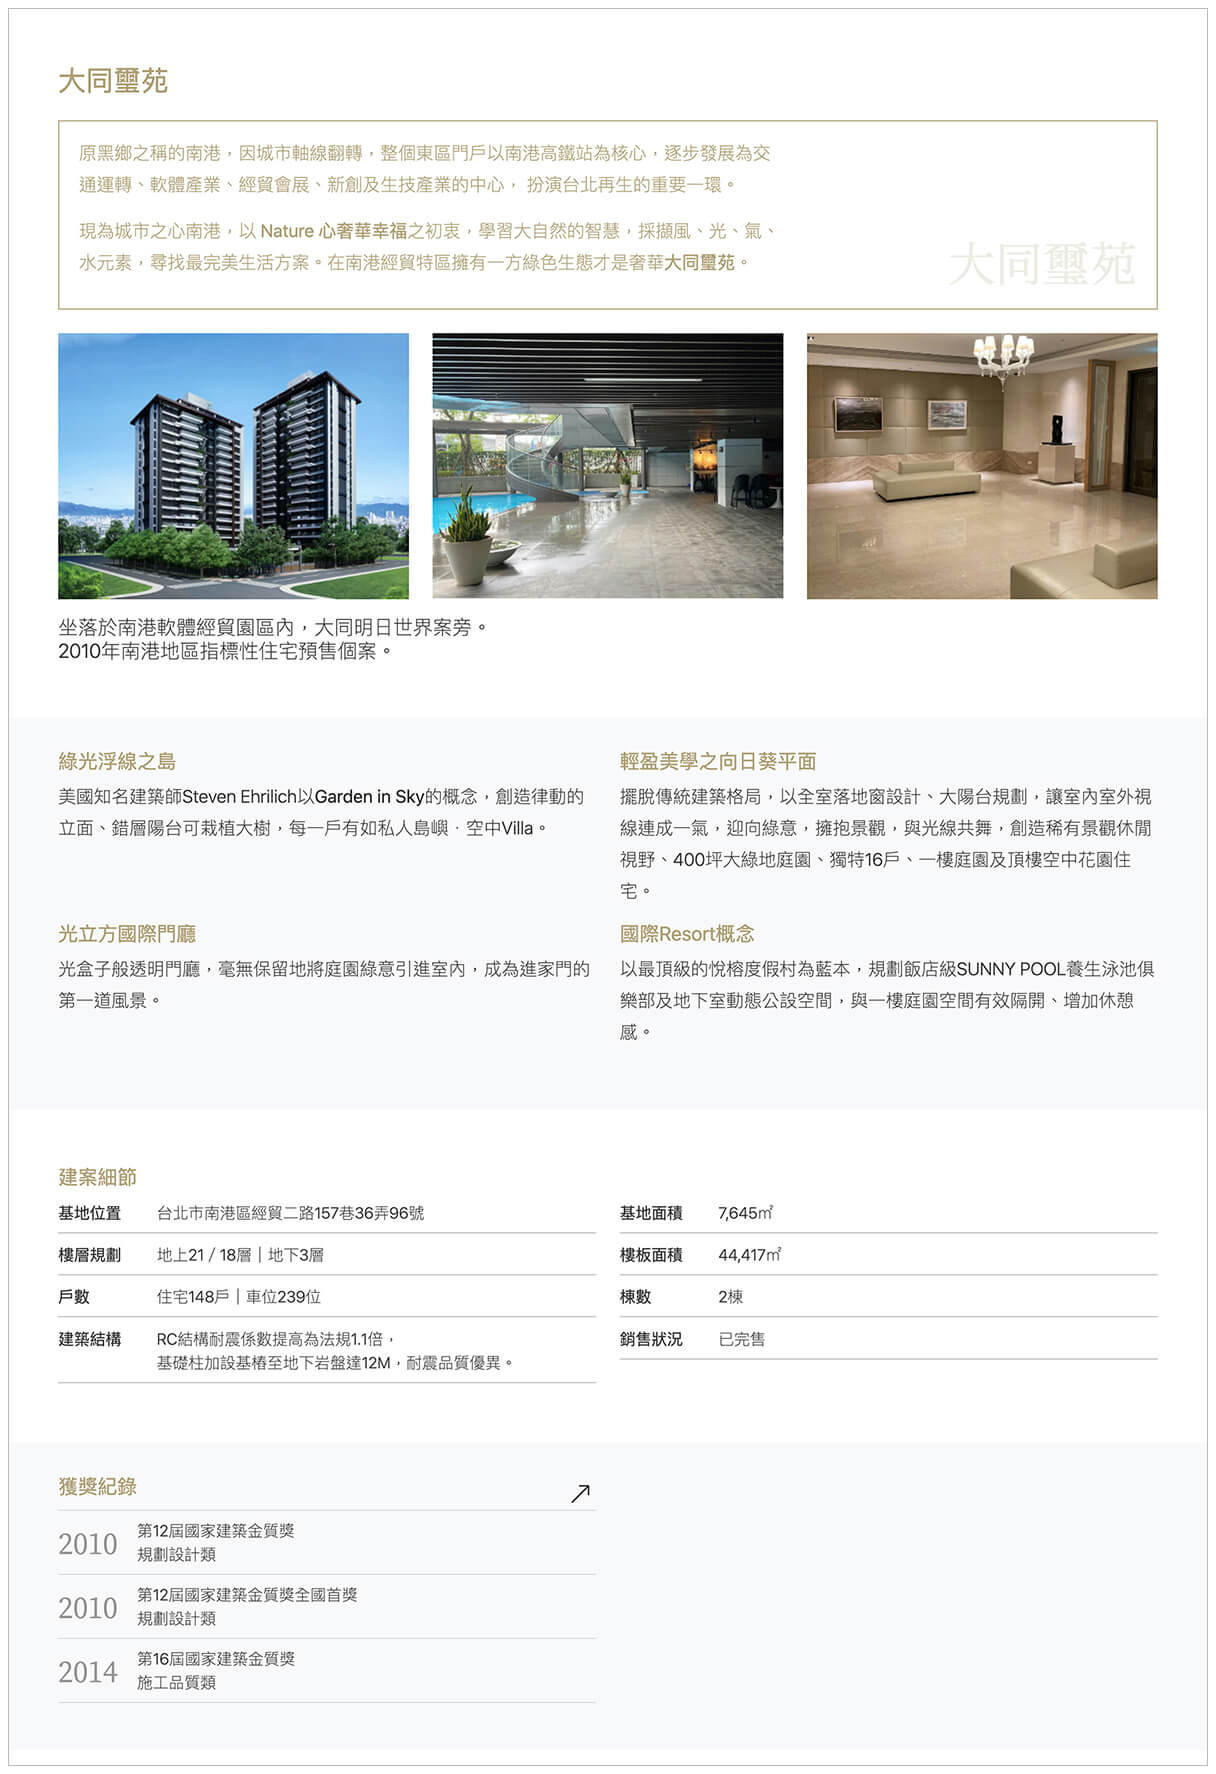 大同璽苑
原黑鄉之稱的南港，因城市軸線翻轉，整個東區門戶以南港高鐵站為核心，逐步發展為交
通運轉、軟體產業、經貿會展、新創及生技產業的中心， 扮演台北再生的重要一環。
現為城市之心南港，以 Nature 心奢華幸福之初衷，學習大自然的智慧，採擷風、光、氣、
水元素，尋找最完美生活方案。在南港經貿特區擁有一方綠色生態才是奢華大同璽苑。
大同璽苑
坐落於南港軟體經貿園區內，大同明日世界案旁。
2010年南港地區指標性住宅預售個案。
綠光浮線之島
美國知名建築師Steven Ehrilich以Garden in Sky的概念，創造律動的
立面、錯層陽台可栽植大樹，每一戶有如私人島嶼．空中Villa。
輕盈美學之向日葵平面
擺脫傳統建築格局，以全室落地窗設計、大陽台規劃，讓室內室外視
線連成一氣，迎向綠意，擁抱景觀，與光線共舞，創造稀有景觀休閒
視野、400坪大綠地庭園、獨特16戶、一樓庭園及頂樓空中花園住
宅。
光立方國際門廳
光盒子般透明門廳，毫無保留地將庭園綠意引進室內，成為進家門的
第一道風景。
國際Resort概念
以最頂級的悅榕度假村為藍本，規劃飯店級SUNNY POOL養生泳池俱
樂部及地下室動態公設空間，與一樓庭園空間有效隔開、增加休憩
感。
建案細節
基地位置 台北市南港區經貿二路157巷36弄96號
樓層規劃 地上21 / 18層｜地下3層
戶數 住宅148戶｜車位239位
建築結構 RC結構耐震係數提高為法規1.1倍，
基礎柱加設基樁至地下岩盤達12M，耐震品質優異。
基地面積 7,645㎡
樓板面積 44,417㎡
棟數 2棟
銷售狀況 已完售
獲獎紀錄
2010 第12屆國家建築金質獎
規劃設計類
2010 第12屆國家建築金質獎全國首獎
規劃設計類
2014 第16屆國家建築金質獎
施工品質類